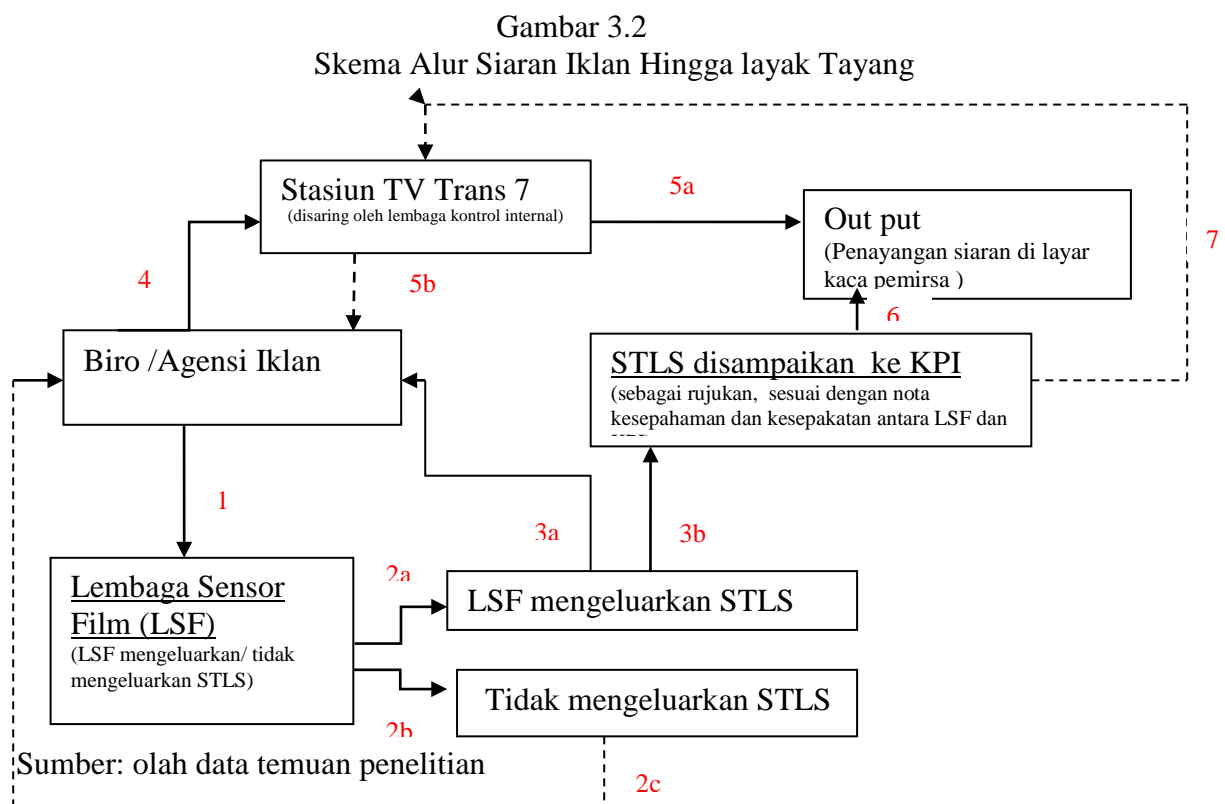 Gambar 3.2
Skema Alur Siaran Iklan Hingga layak Tayang
Stasiun TV Trans 7
(disaring oleh lembaga kontrol internal)
5a
Out put
(Penayangan siaran di layar
kaca pemirsa )
7
4
5b
6
Biro /Agensi Iklan
STLS disampaikan ke KPI
(sebagai rujukan, sesuai dengan nota
kesepahaman dan kesepakatan antara LSF dan
1
3a
3b
Lembaga Sensor
Film (LSF)
(LSF mengeluarkan/ tidak
mengeluarkan STLS)
2a
LSF mengeluarkan STLS
Tidak mengeluarkan STLS
2b
Sumber: olah data temuan penelitian
2c